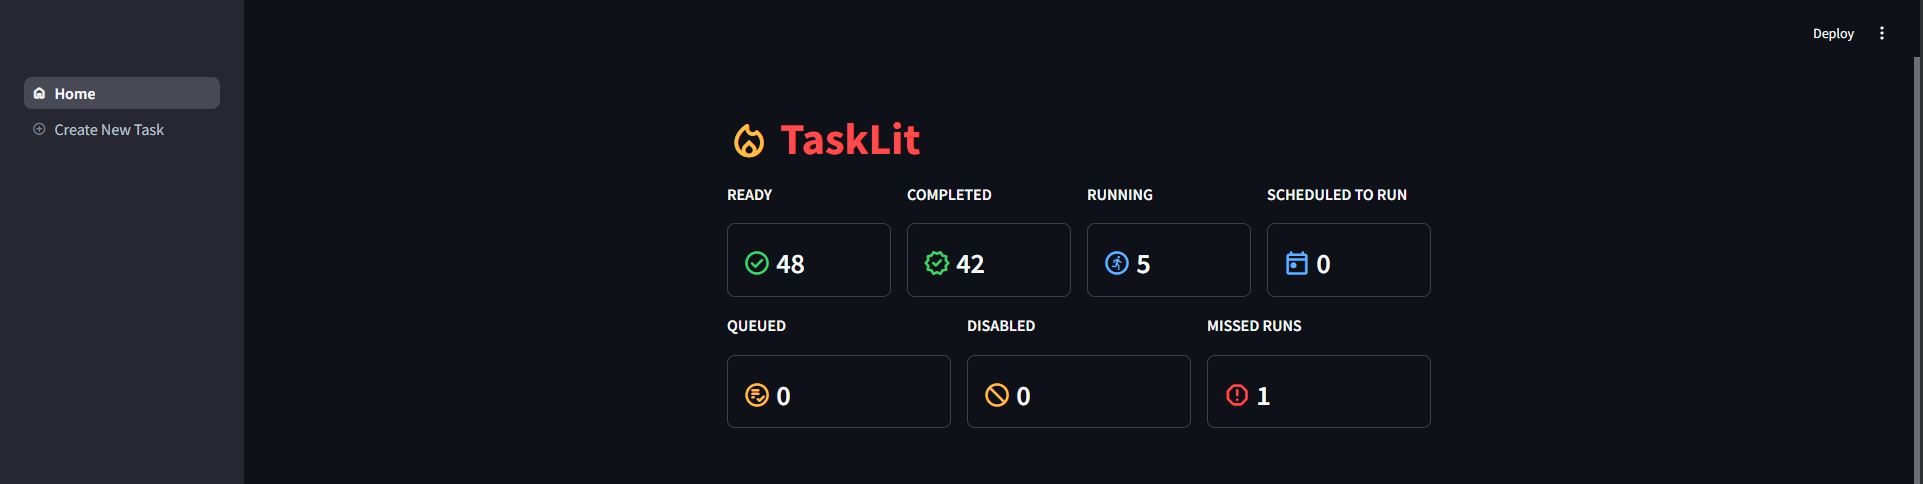 Deploy
Home
Create New Task
TaskLit
READY
COMPLETED
RUNNING
SCHEDULED TO RUN
48
42
5
0
QUEUED
DISABLED
MISSED RUNS
0
0
1